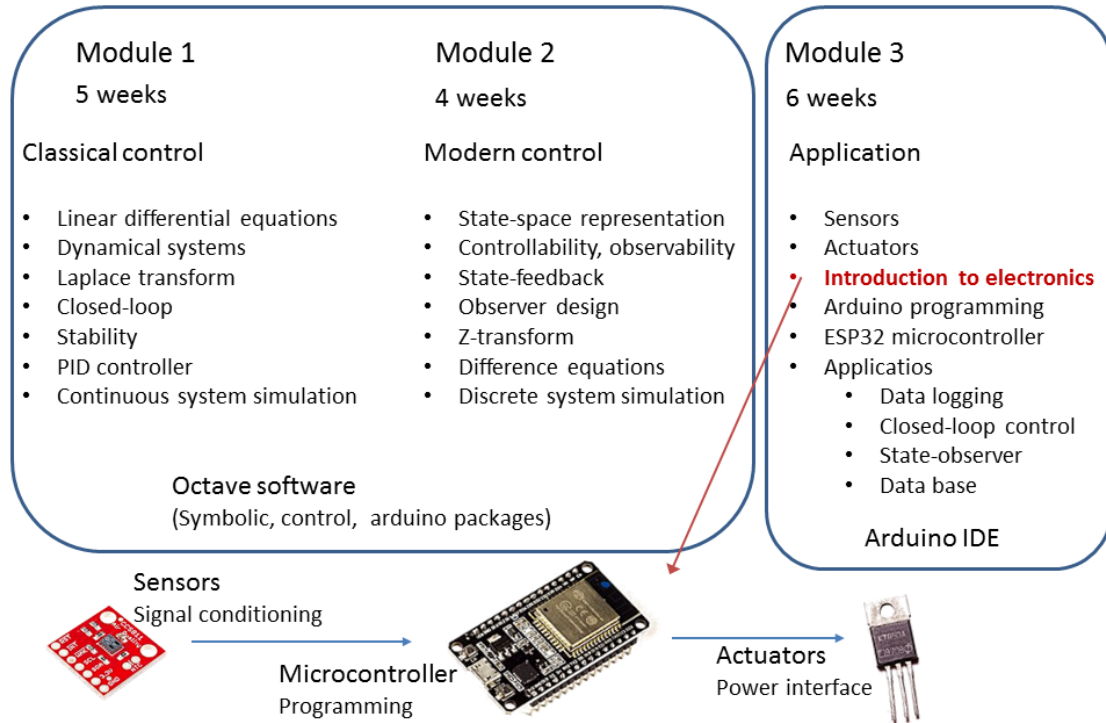 Module 1
5 weeks
Classical control
• Linear differential equations
• Dynamical systems
• Laplace transform
• Closed-loop
• Stability
• PID controller
• Continuous system simulation
Module 2
4 weeks
Modern control
• State-space representation
• Controllability, observability
• State-feedback
• Observer design
• Z-transform
• Difference equations
• Discrete system simulation
Octave software
(Symbolic, control, arduino packages)
Module 3
6 weeks
Application
• Sensors
• Actuators
• Introduction to electronics
• Arduino programming
• ESP32 microcontroller
• Applicatios
• Data logging
• Closed-loop control
• State-observer
• Data base
Arduino IDE
Sensors
Signal conditioning
Microcontroller
Programming
Actuators
Power interface